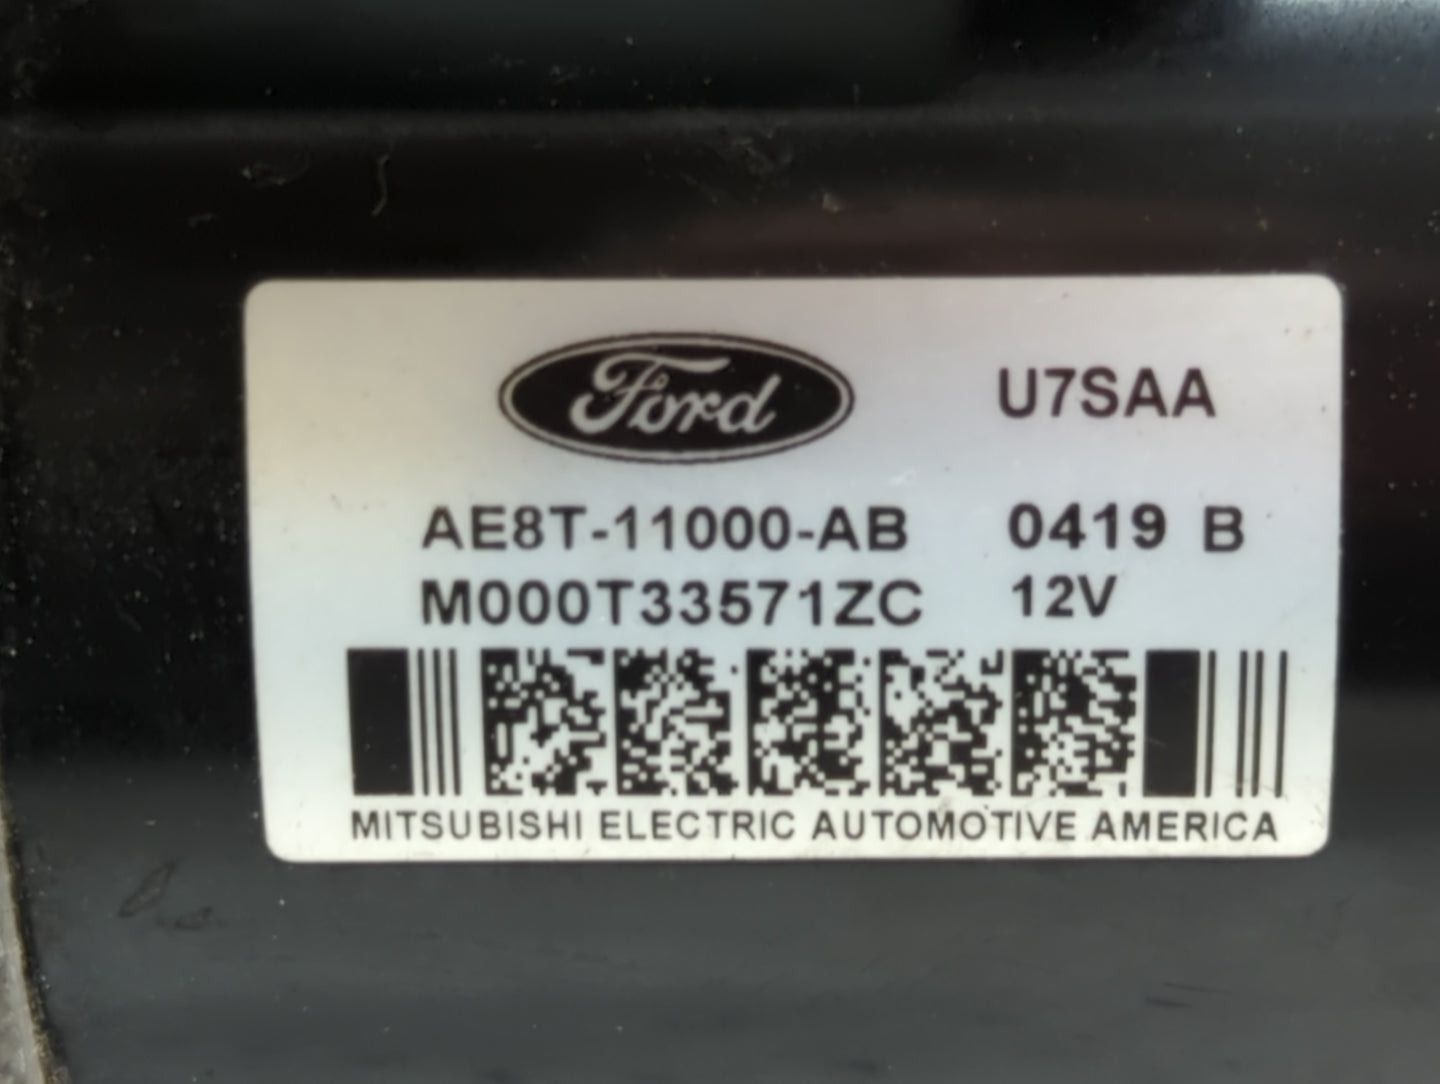 Ford U7SAA
AE8T-11000-AB 0419 B
M000T33571ZC 12V
MITSUBISHI ELECTRIC AUTOMOTIVE AMERICA